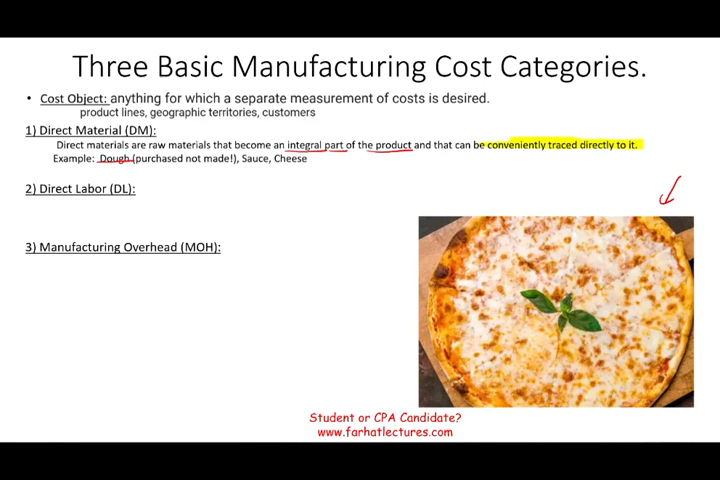 Three Basic Manufacturing Cost Categories.
• Cost Object: anything for which a separate measurement of costs is desired.
product lines, geographic territories, customers
1) Direct Material (DM):
Direct materials are raw materials that become an integral part of the product and that can be conveniently traced directly to it.
Example: Dough (purchased not made!), Sauce, Cheese
2) Direct Labor (DL):
3) Manufacturing Overhead (MOH):
Student or CPA Candidate?
www.farhatlectures.com